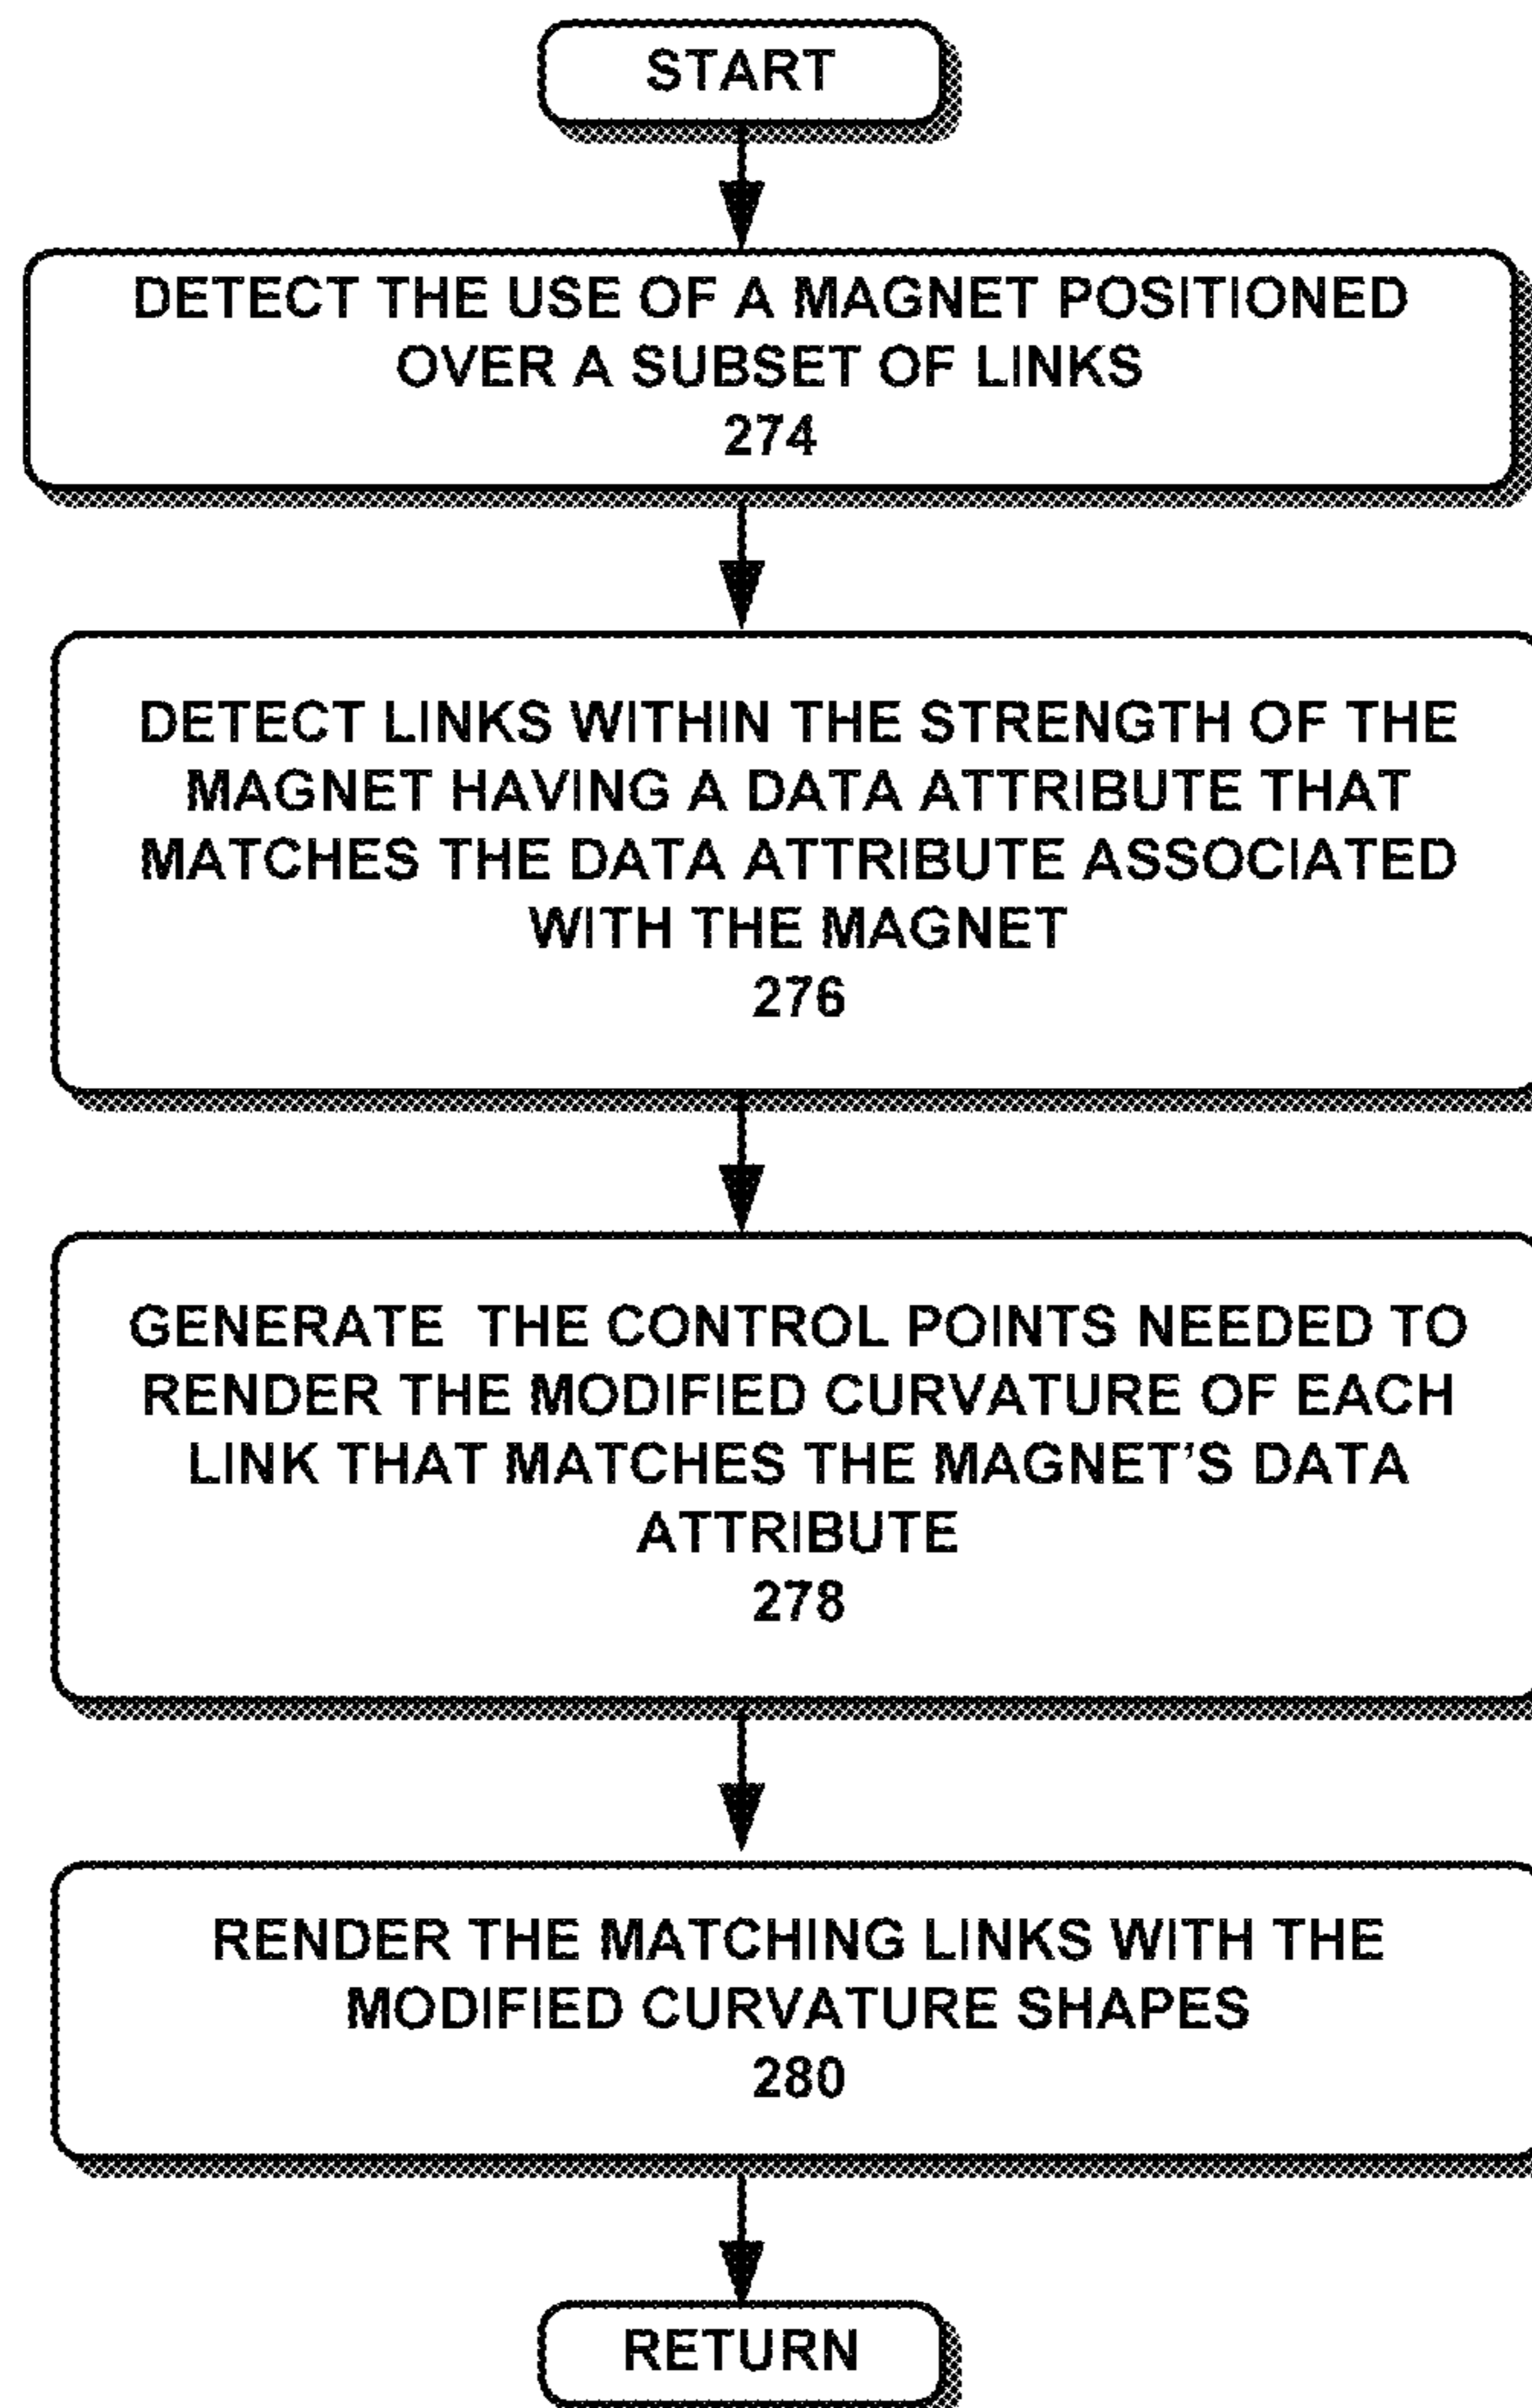 START
DETECT THE USE OF A MAGNET POSITIONED
OVER A SUBSET OF LINKS
274
DETECT LINKS WITHIN THE STRENGTH OF THE
MAGNET HAVING A DATA ATTRIBUTE THAT
MATCHES THE DATA ATTRIBUTE ASSOCIATED
WITH THE MAGNET
276
GENERATE THE CONTROL POINTS NEEDED TO
RENDER THE MODIFIED CURVATURE OF EACH
LINK THAT MATCHES THE MAGNET'S DATA
ATTRIBUTE
278
RENDER THE MATCHING LINKS WITH THE
MODIFIED CURVATURE SHAPES
280
RETURN